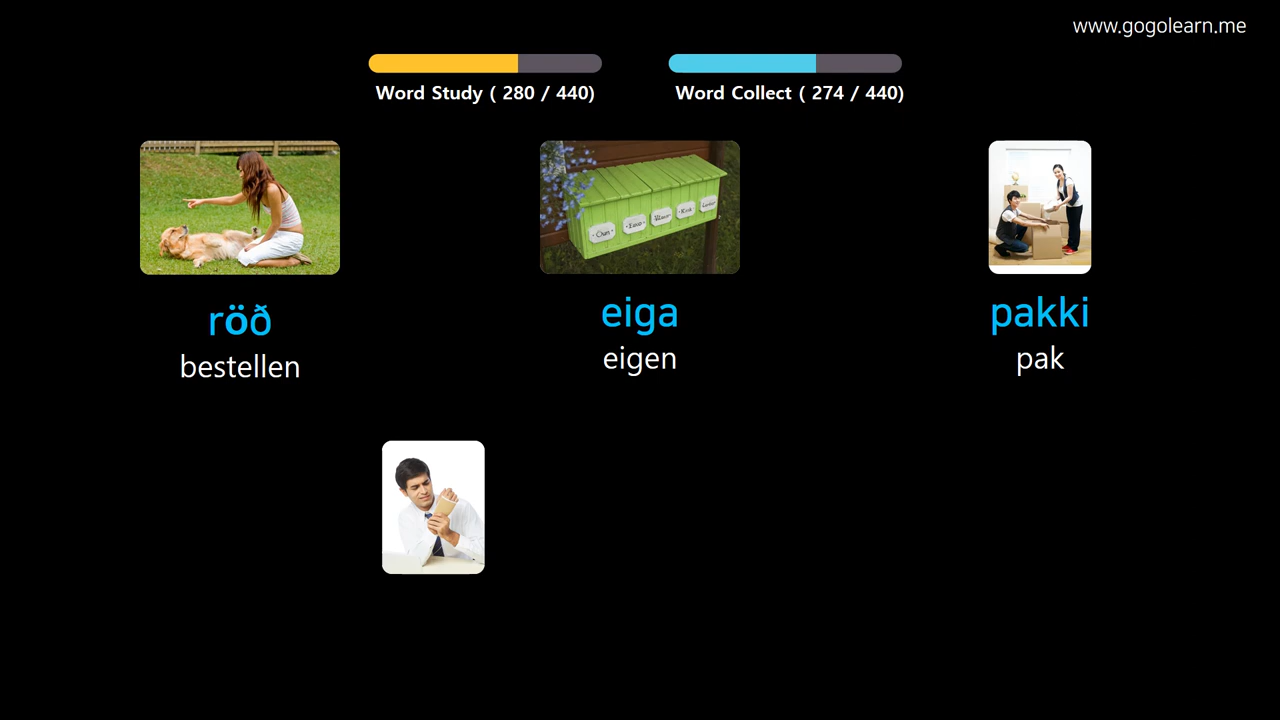 www.gogolearn.me
Word Study ( 280 / 440)
Word Collect ( 274 / 440)
röð
bestellen
eiga
eigen
pakki
pak